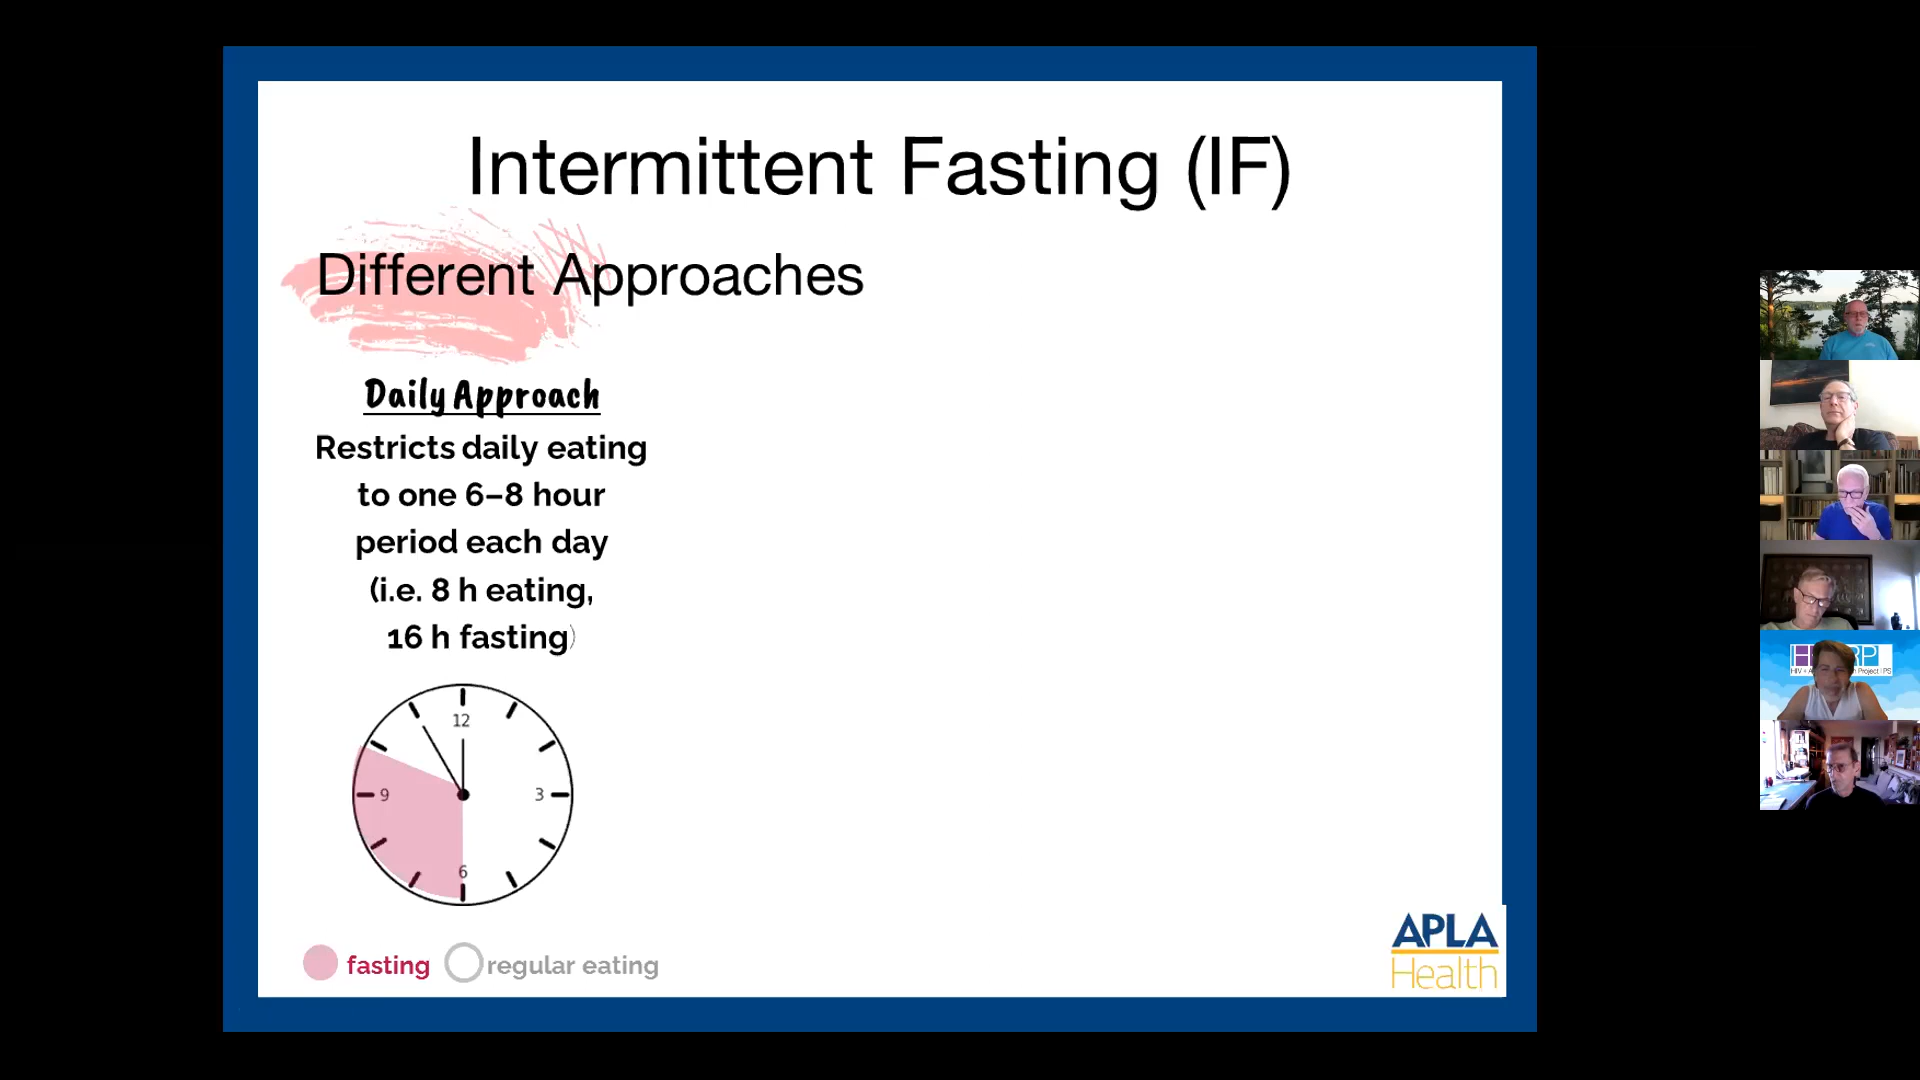 Intermittent Fasting (IF)
Different Approaches
Daily Approach
Restricts daily eating
to one 6–8 hour
period each day
(i.e. 8 h eating,
16 h fasting)
12
3
6
9
fasting
regular eating
APLA
Health